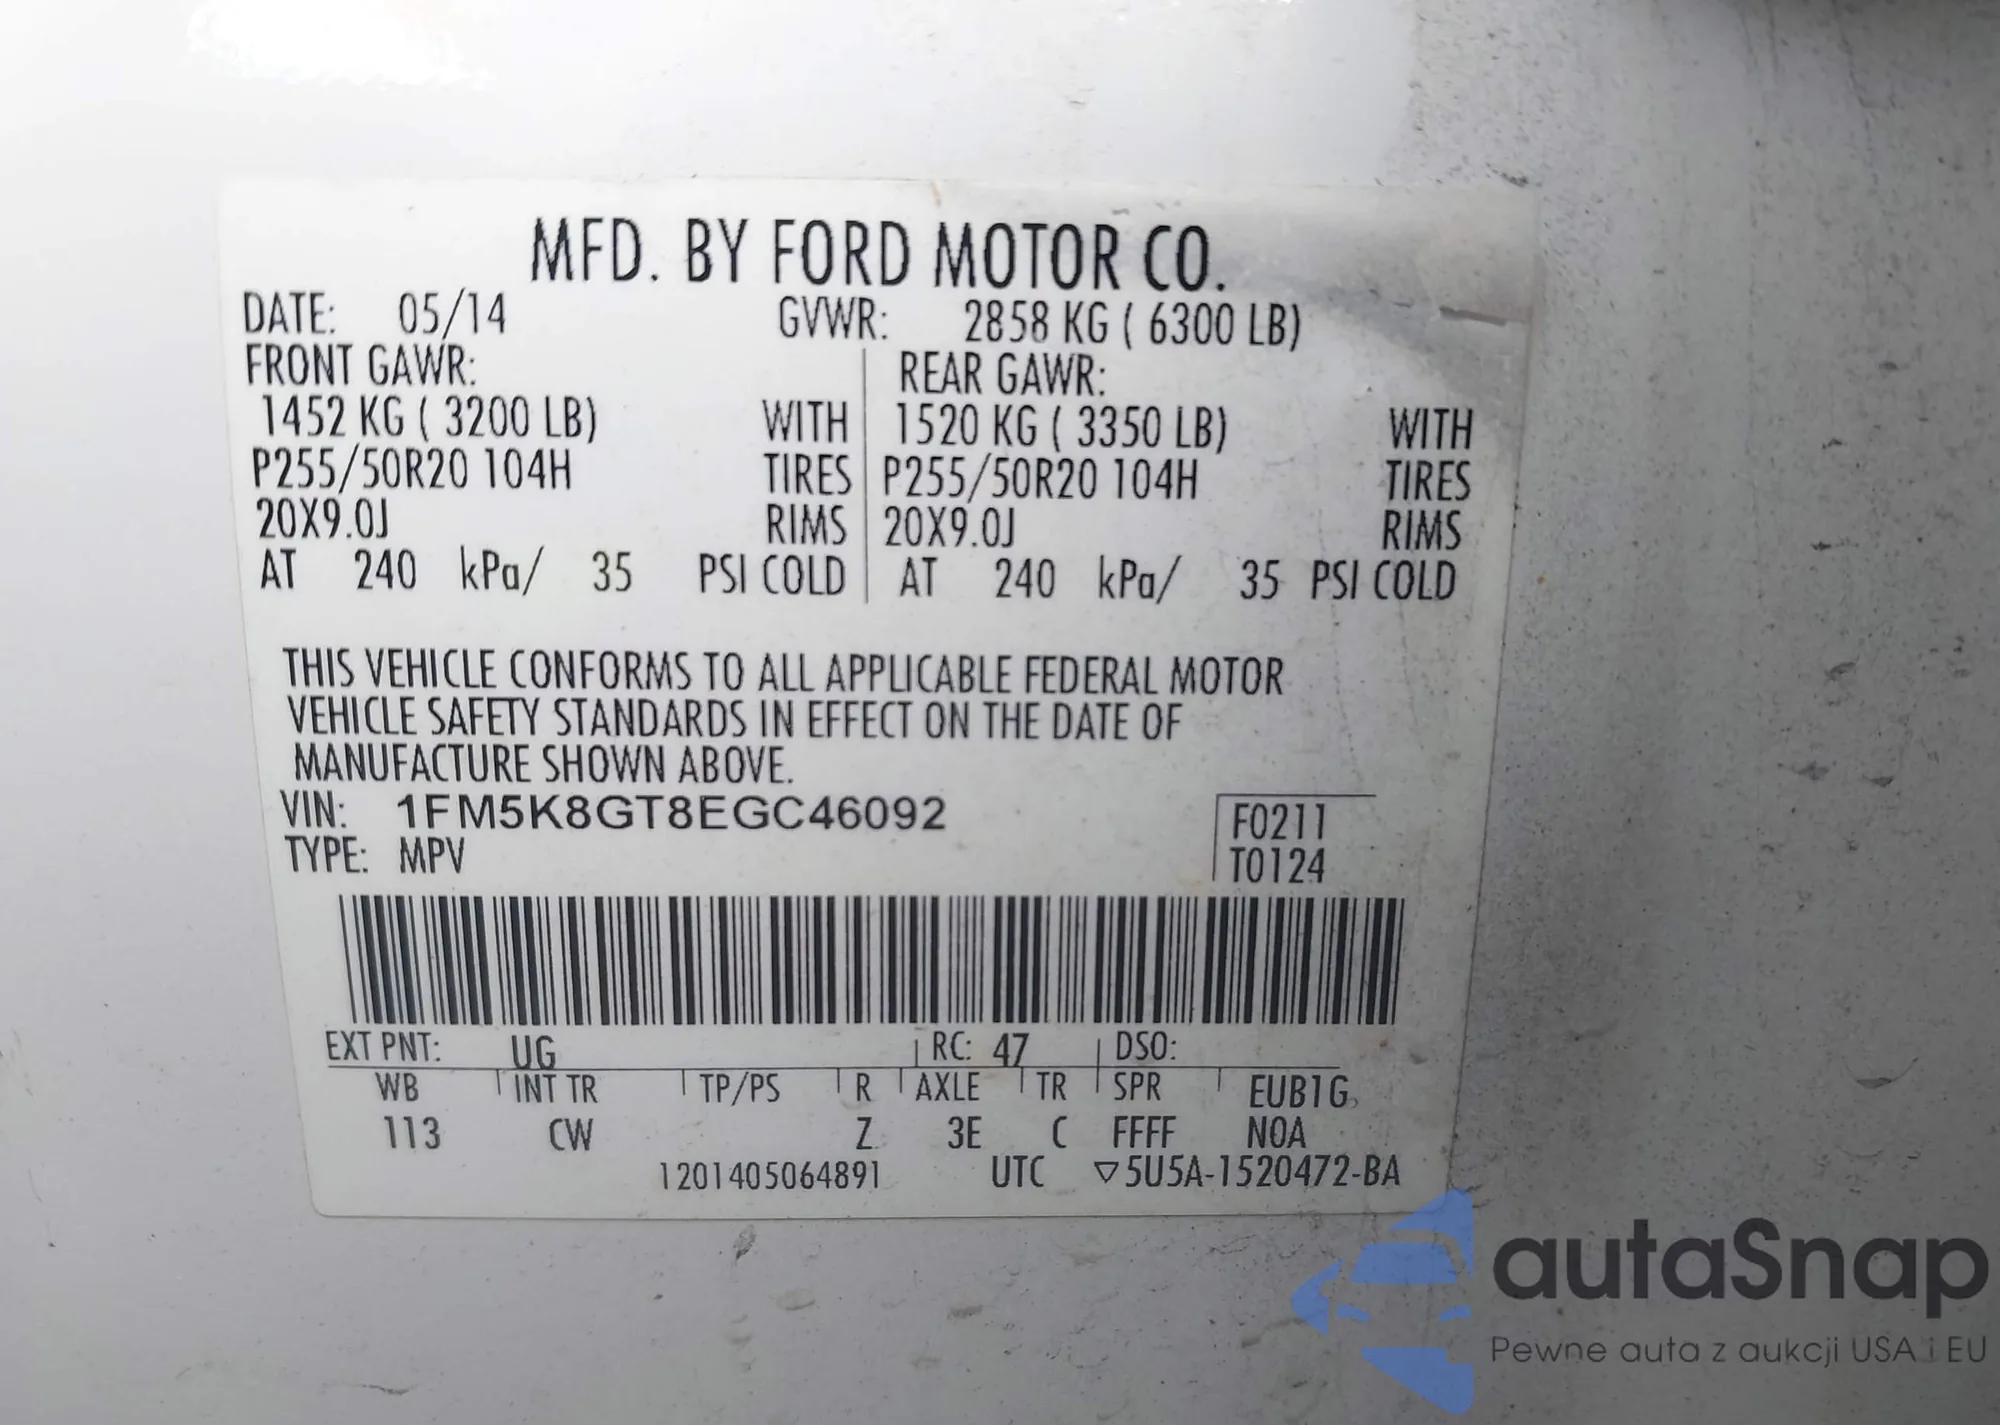 MFD. BY FORD MOTOR CO.
DATE: 05/14 GVWR: 2858 KG ( 6300 LB)
FRONT GAWR: REAR GAWR:
1452 KG ( 3200 LB) WITH 1520 KG ( 3350 LB) WITH
P255/50R20 104H TIRES P255/50R20 104H TIRES
20X9.0J RIMS 20X9.0J RIMS
AT 240 kPa/ 35 PSI COLD AT 240 kPa/ 35 PSI COLD
THIS VEHICLE CONFORMS TO ALL APPLICABLE FEDERAL MOTOR
VEHICLE SAFETY STANDARDS IN EFFECT ON THE DATE OF
MANUFACTURE SHOWN ABOVE.
VIN: 1FM5K8GT8EGC46092 F0211
TYPE: MPV T0124
EXT PNT: UG RC: 47 DSO:
WB INT TR TP/PS R AXLE TR SPR EUB1G
113 CW Z 3E C FFFF N0A
1201405064891 UTC ▽5U5A-1520472-BA
autaSnap
Pewne auta z aukcji USA i EU